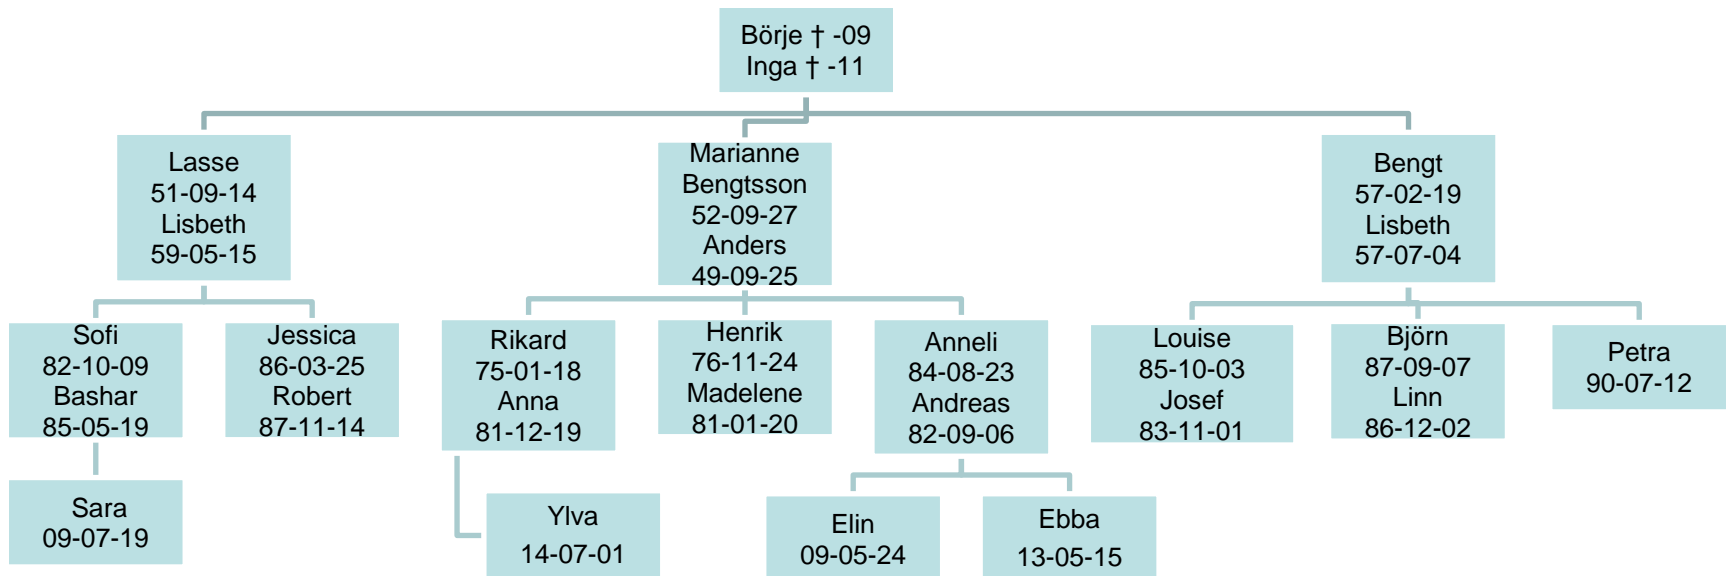 Börje † -09
Inga † -11
Lasse
51-09-14
Lisbeth
59-05-15
Marianne
Bengtsson
52-09-27
Anders
49-09-25
Bengt
57-02-19
Lisbeth
57-07-04
Sofi
82-10-09
Bashar
85-05-19
Jessica
86-03-25
Robert
87-11-14
Rikard
75-01-18
Anna
81-12-19
Henrik
76-11-24
Madelene
81-01-20
Anneli
84-08-23
Andreas
82-09-06
Louise
85-10-03
Josef
83-11-01
Björn
87-09-07
Linn
86-12-02
Petra
90-07-12
Sara
09-07-19
Ylva
14-07-01
Elin
09-05-24
Ebba
13-05-15